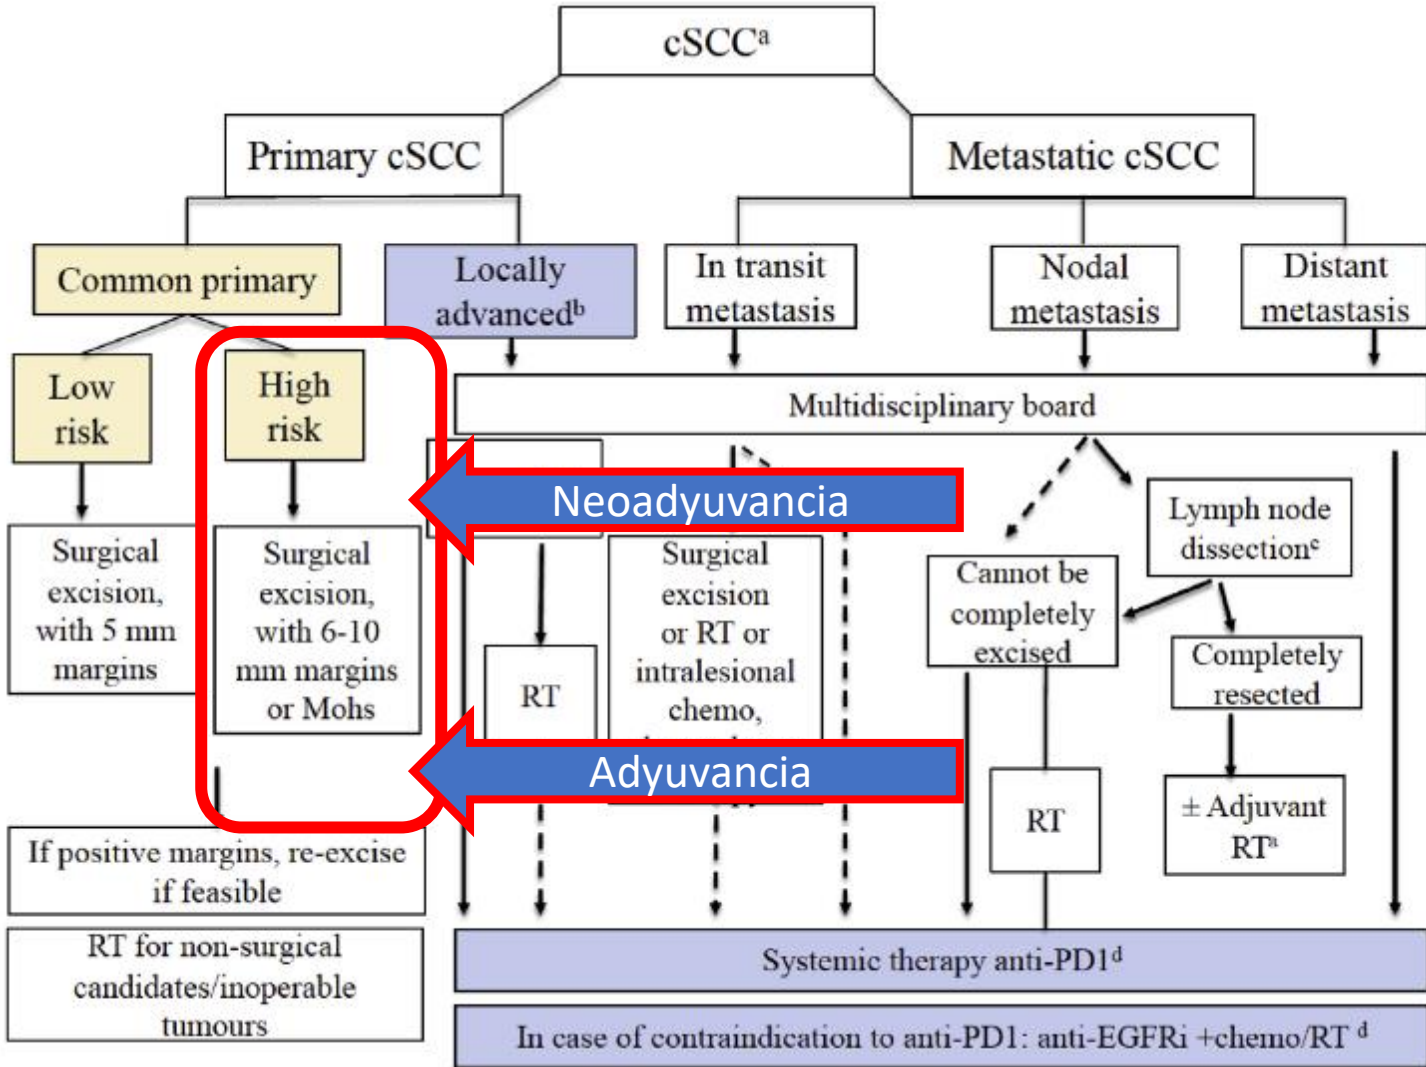 cSCCᵃ
Primary cSCC
Metastatic cSCC
Common primary
Locally
advancedᵇ
In transit
metastasis
Nodal
metastasis
Distant
metastasis
Low
risk
High
risk
Multidisciplinary board
Neoadyuvancia
Surgical
excision,
with 5 mm
margins
Surgical
excision,
with 6-10
mm margins
or Mohs
RT
Surgical
excision
or RT or
intralesional
chemo,
Cannot be
completely
excised
Lymph node
dissectionᶜ
Completely
resected
Adyuvancia
RT
± Adjuvant
RTᵃ
If positive margins, re-excise
if feasible
RT for non-surgical
candidates/inoperable
tumours
Systemic therapy anti-PD1ᵈ
In case of contraindication to anti-PD1: anti-EGFRi +chemo/RT ᵈ